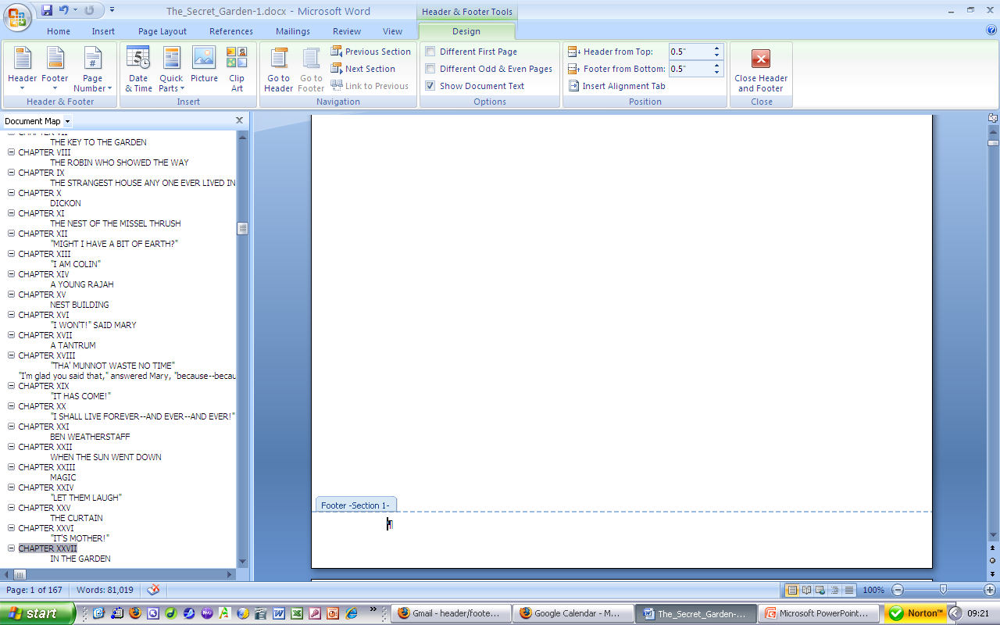 The_Secret_Garden-1.docx - Microsoft Word
Header & Footer Tools
Home Insert Page Layout References Mailings Review View Design
Header
Footer
Page Number
Header & Footer
Date & Time
Quick Parts
Picture
Clip Art
Insert
Go to Header
Go to Footer
Previous Section
Next Section
Link to Previous
Navigation
Different First Page
Different Odd & Even Pages
Show Document Text
Options
Header from Top: 0.5"
Footer from Bottom: 0.5"
Insert Alignment Tab
Position
Close Header and Footer
Close
Document Map
CHAPTER VII
THE KEY TO THE GARDEN
CHAPTER VIII
THE ROBIN WHO SHOWED THE WAY
CHAPTER IX
THE STRANGEST HOUSE ANY ONE EVER LIVED IN
CHAPTER X
DICKON
CHAPTER XI
THE NEST OF THE MISSEL THRUSH
CHAPTER XII
"MIGHT I HAVE A BIT OF EARTH?"
CHAPTER XIII
"I AM COLIN"
CHAPTER XIV
A YOUNG RAJAH
CHAPTER XV
NEST BUILDING
CHAPTER XVI
"I WON'T!" SAID MARY
CHAPTER XVII
A TANTRUM
CHAPTER XVIII
"THA' MUNNOT WASTE NO TIME"
"I'm glad you said that," answered Mary, "because--becau
CHAPTER XIX
"IT HAS COME!"
CHAPTER XX
"I SHALL LIVE FOREVER--AND EVER--AND EVER!"
CHAPTER XXI
BEN WEATHERSTAFF
CHAPTER XXII
WHEN THE SUN WENT DOWN
CHAPTER XXIII
MAGIC
CHAPTER XXIV
"LET THEM LAUGH"
CHAPTER XXV
THE CURTAIN
CHAPTER XXVI
"IT'S MOTHER!"
CHAPTER XXVII
IN THE GARDEN
Footer -Section 1-
¶
Page: 1 of 167 Words: 81,019 100%
start
Gmail - header/foote...
Google Calendar - M...
The_Secret_Garden-...
Microsoft PowerPoint...
Norton™
09:21